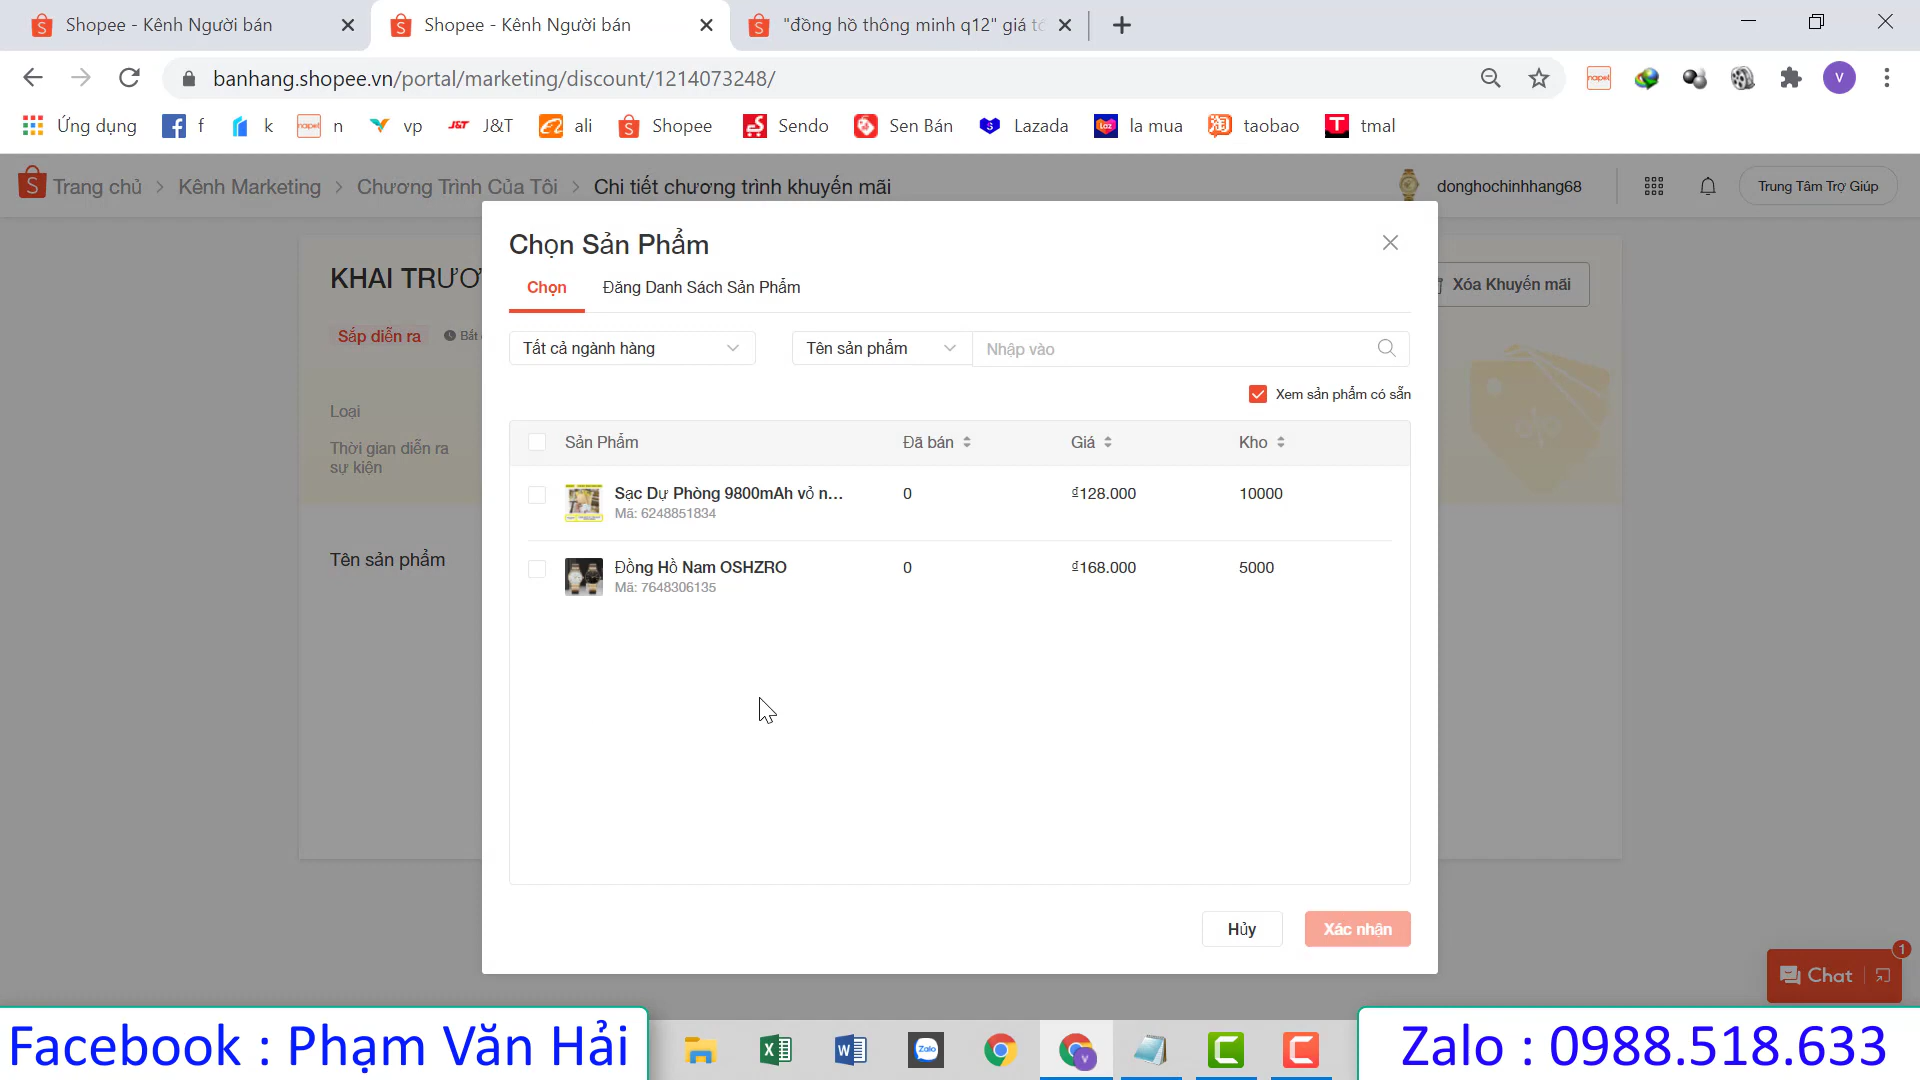 Shopee - Kênh Người bán
Shopee - Kênh Người bán
"đồng hồ thông minh q12" giá tố
banhang.shopee.vn/portal/marketing/discount/1214073248/
Ứng dụng
f
k
n
vp
J&T
ali
Shopee
Sendo
Sen Bán
Lazada
la mua
taobao
tmal
Trang chủ > Kênh Marketing > Chương Trình Của Tôi > Chi tiết chương trình khuyến mãi
donghochinhhang68
Trung Tâm Trợ Giúp
KHAI TRƯƠ
Xóa Khuyến mãi
Sắp diễn ra
Bắt
Loại
Thời gian diễn ra
sự kiện
Tên sản phẩm
Chọn Sản Phẩm
Chọn
Đăng Danh Sách Sản Phẩm
Tất cả ngành hàng
Tên sản phẩm
Nhập vào
Xem sản phẩm có sẵn
Sản Phẩm
Đã bán
Giá
Kho
Sạc Dự Phòng 9800mAh vỏ n...
Mã: 6248851834
0
₫128.000
10000
Đồng Hồ Nam OSHZRO
Mã: 7648306135
0
₫168.000
5000
Hủy
Xác nhận
Chat
1
Facebook : Phạm Văn Hải
Zalo
Zalo : 0988.518.633